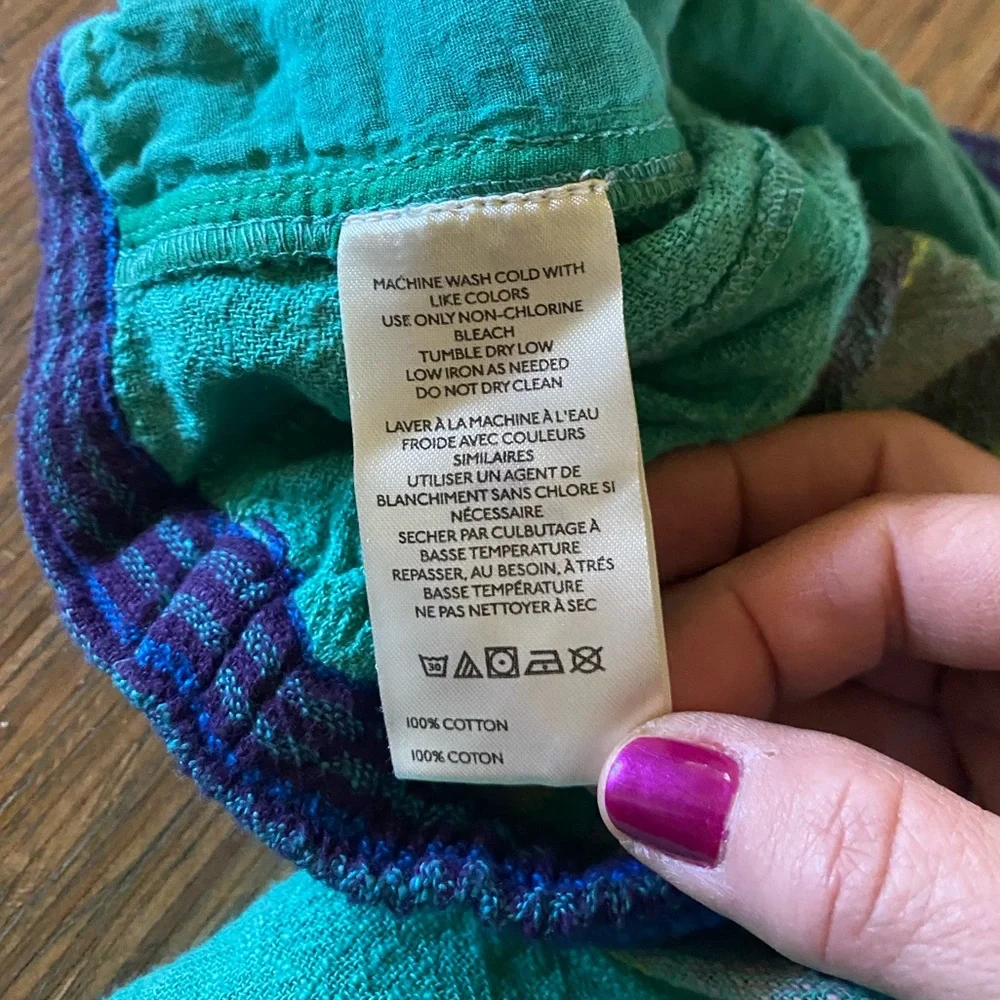 MACHINE WASH COLD WITH
LIKE COLORS
USE ONLY NON-CHLORINE
BLEACH
TUMBLE DRY LOW
LOW IRON AS NEEDED
DO NOT DRY CLEAN
LAVER À LA MACHINE À L'EAU
FROIDE AVEC COULEURS
SIMILAIRES
UTILISER UN AGENT DE
BLANCHIMENT SANS CHLORE SI
NÉCESSAIRE
SECHER PAR CULBUTAGE À
BASSE TEMPERATURE
REPASSER, AU BESOIN, À TRÉS
BASSE TEMPÉRATURE
NE PAS NETTOYER À SEC
30
100% COTTON
100% COTON